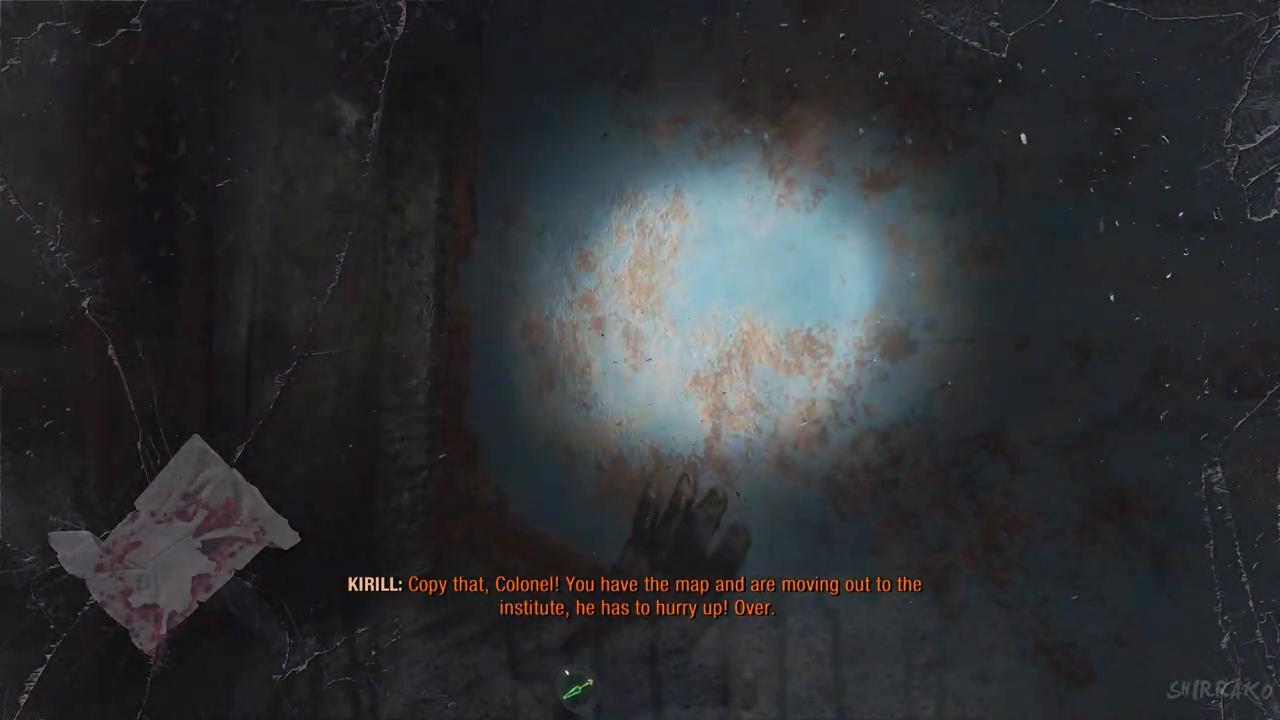 KIRILL: Copy that, Colonel! You have the map and are moving out to the
institute, he has to hurry up! Over.
SHIRRAKO